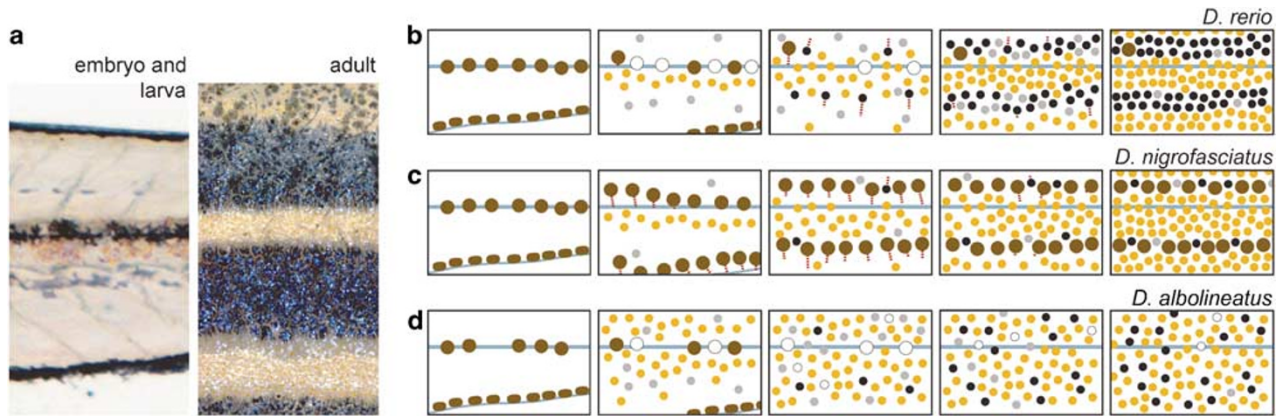 a
embryo and
larva
adult
b
D. rerio
c
D. nigrofasciatus
d
D. albolineatus